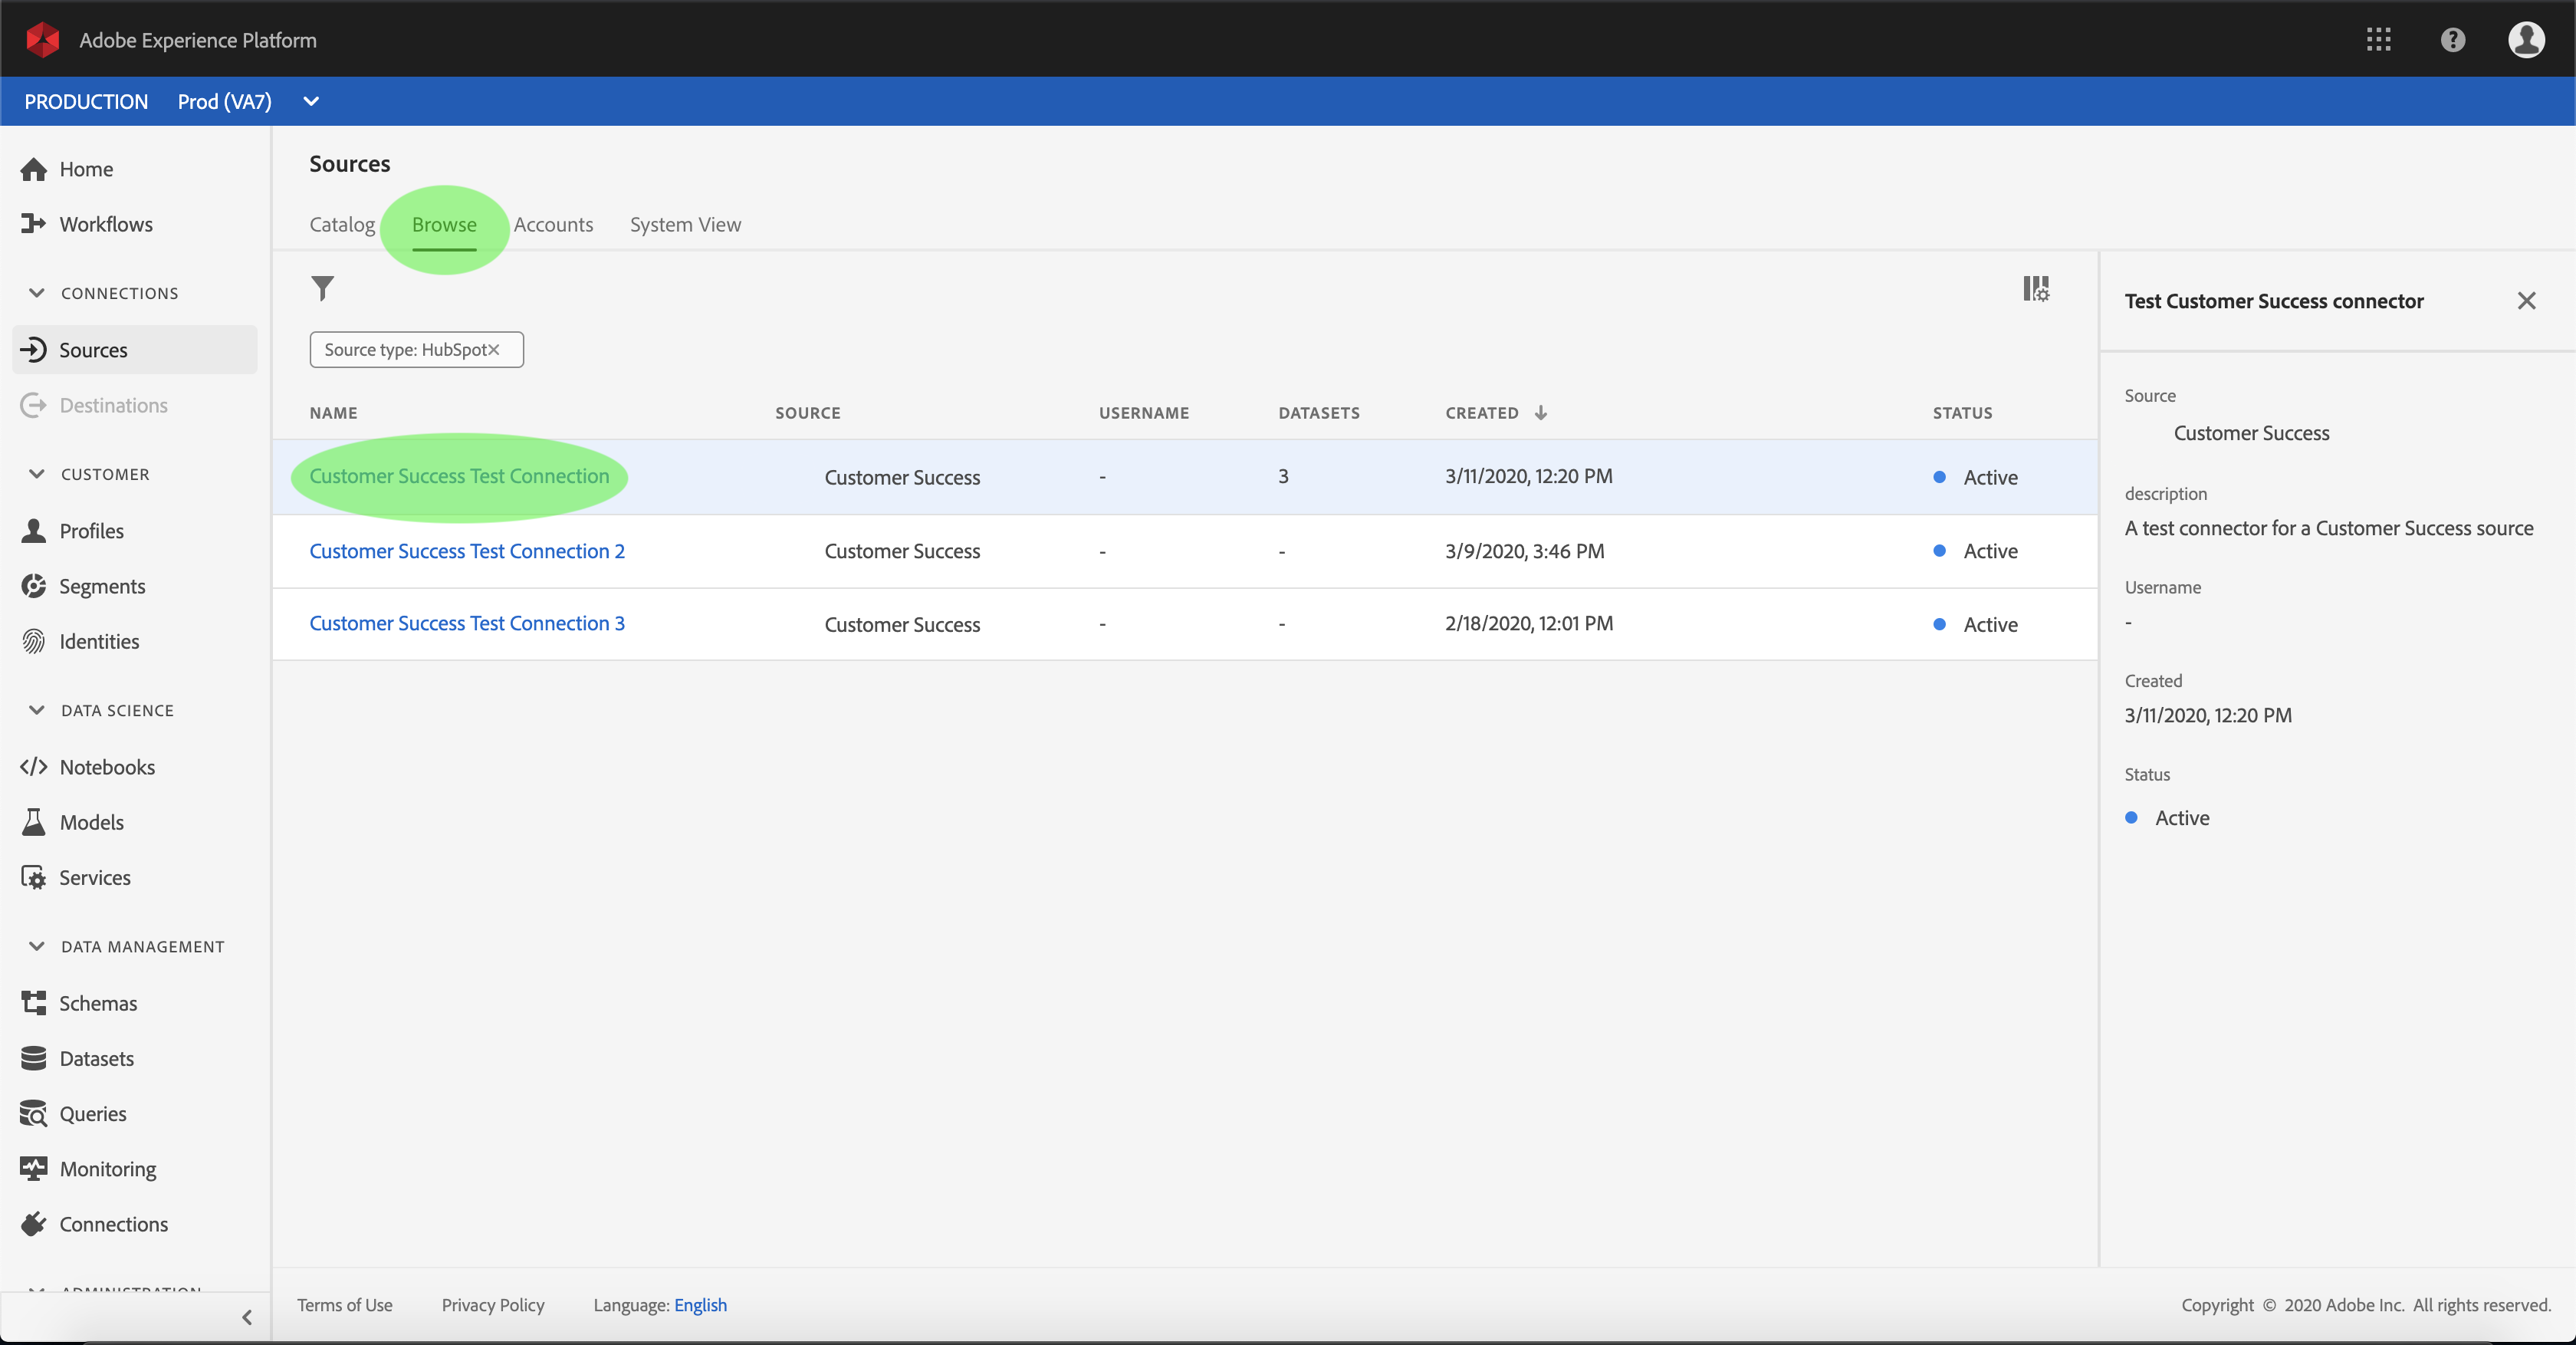 Adobe Experience Platform
?
PRODUCTION Prod (VA7)
Home
Workflows
CONNECTIONS
Sources
Destinations
CUSTOMER
Profiles
Segments
Identities
DATA SCIENCE
Notebooks
Models
Services
DATA MANAGEMENT
Schemas
Datasets
Queries
Monitoring
Connections
ADMINISTRATION
Sources
Catalog Browse Accounts System View
Source type: HubSpot
NAME SOURCE USERNAME DATASETS CREATED STATUS
Customer Success Test Connection Customer Success - 3 3/11/2020, 12:20 PM Active
Customer Success Test Connection 2 Customer Success - - 3/9/2020, 3:46 PM Active
Customer Success Test Connection 3 Customer Success - - 2/18/2020, 12:01 PM Active
Test Customer Success connector
Source
Customer Success
description
A test connector for a Customer Success source
Username
-
Created
3/11/2020, 12:20 PM
Status
Active
Terms of Use Privacy Policy Language: English
Copyright © 2020 Adobe Inc. All rights reserved.